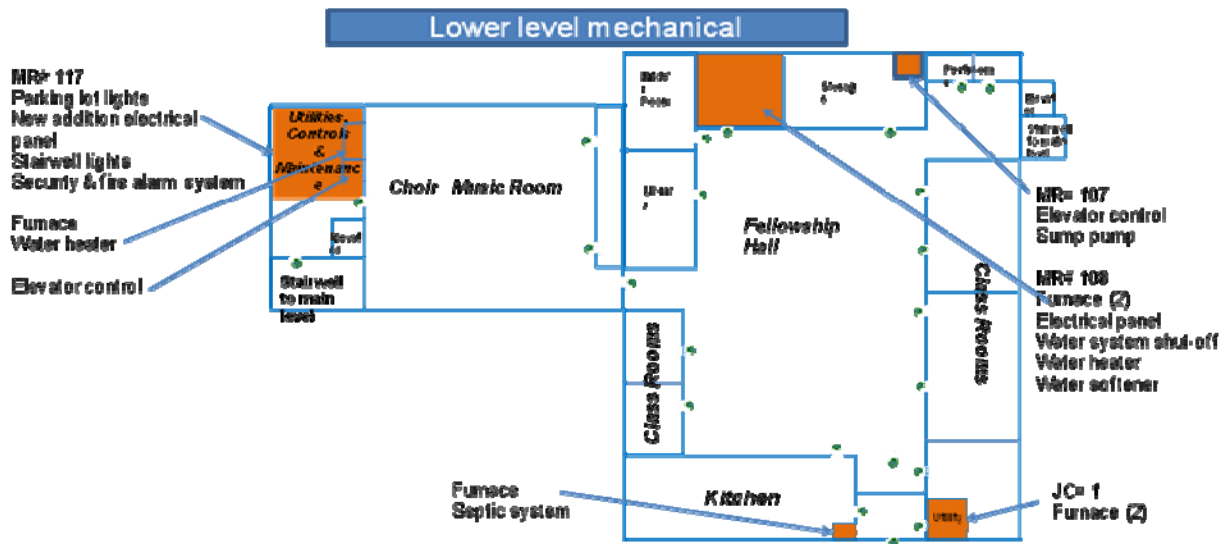 Lower level mechanical
MR# 117
Parking lot lights
New addition electrical
panel
Stairwell lights
Security & fire alarm system
Furnace
Water heater
Elevator control
Utilities,
Controls
&
Maintenanc
e
Choir Music Room
Stairwell
to main
level
Fellowship
Hall
MR= 107
Elevator control
Sump pump
MR# 108
Furnace (2)
Electrical panel
Water system shut-off
Water heater
Water softener
Class Rooms
Class Rooms
Kitchen
Furnace
Septic system
Utility
JC= 1
Furnace (2)